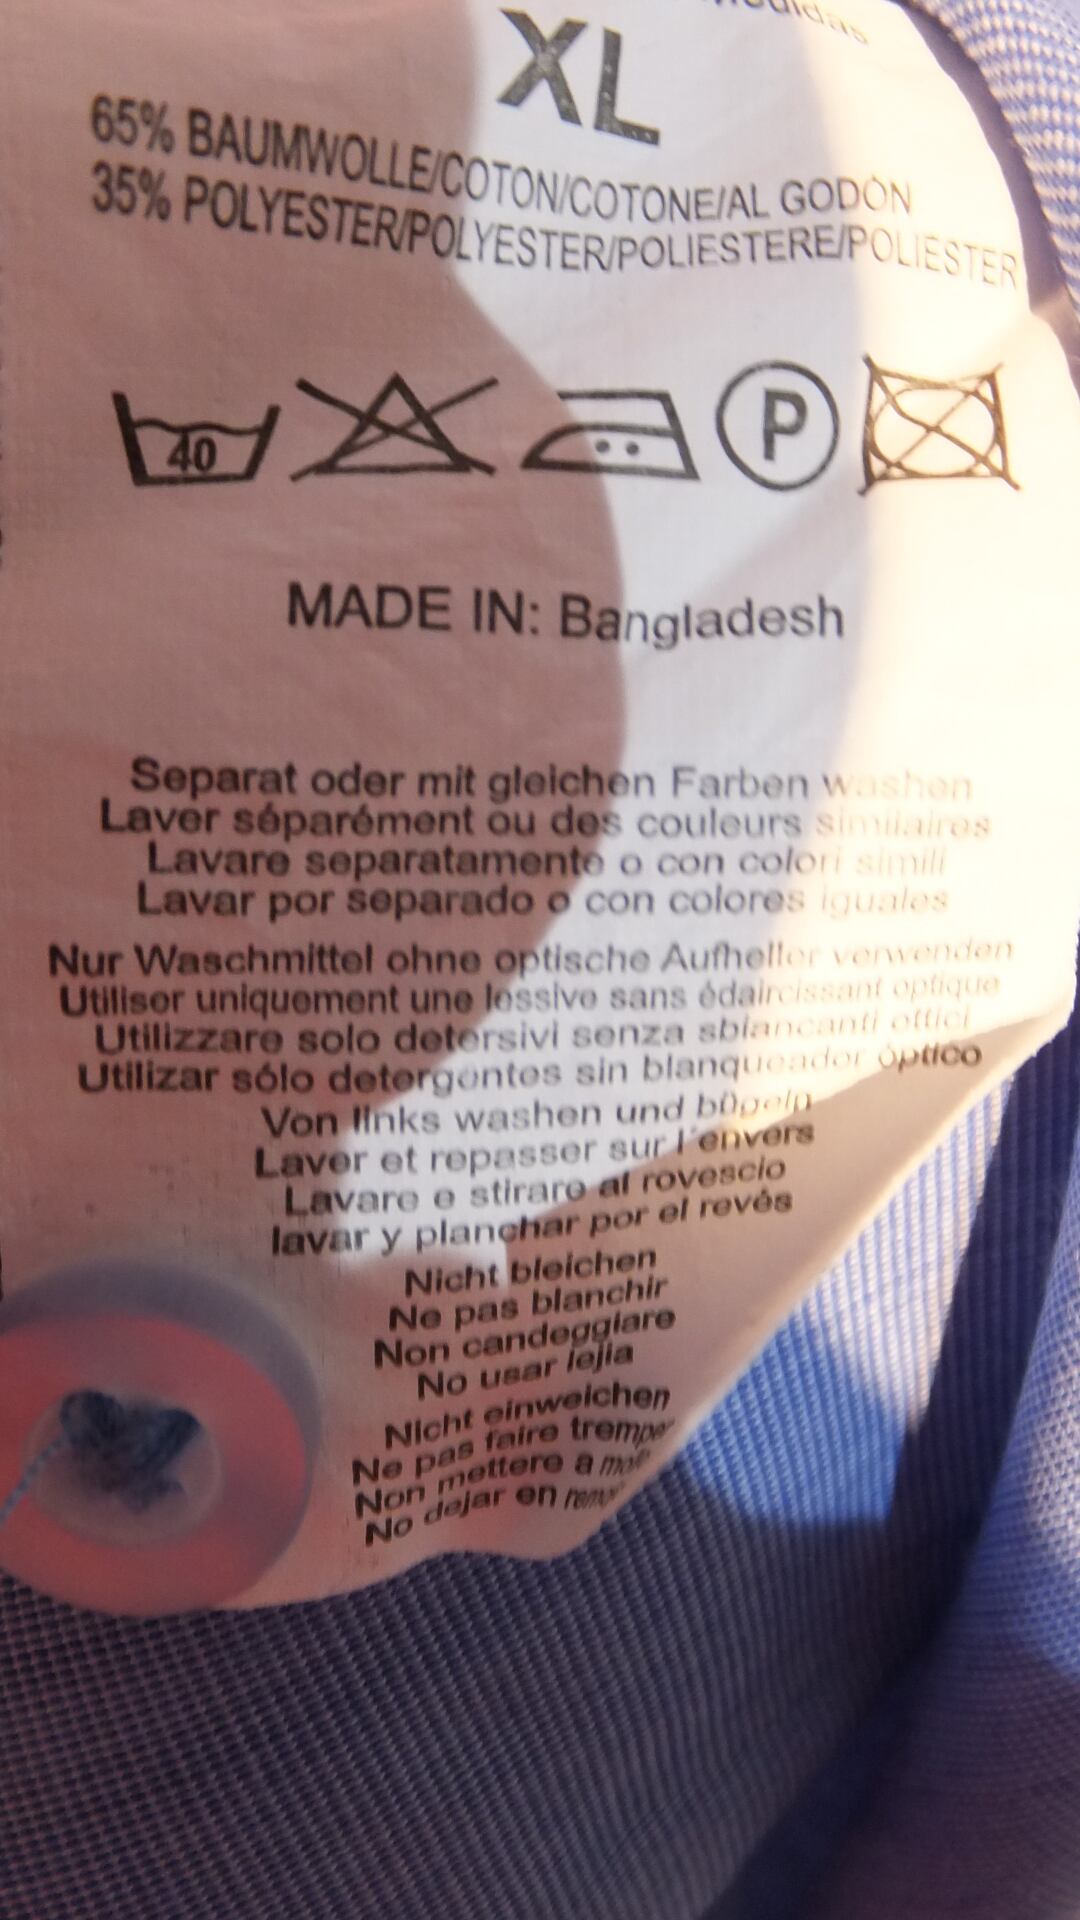 XL
65% BAUMWOLLE/COTON/COTONE/AL GODÓN
35% POLYESTER/POLYESTER/POLIESTERE/POLIESTER
40
P
MADE IN: Bangladesh
Separat oder mit gleichen Farben washen
Laver séparément ou des couleurs similaires
Lavare separatamente o con colori simili
Lavar por separado o con colores iguales
Nur Waschmittel ohne optische Aufheller verwenden
Utiliser uniquement une lessive sans édaircissant optique
Utilizzare solo detersivi senza sbiancanti ottici
Utilizar sólo detergentes sin blanqueador óptico
Von links washen und bügeln
Laver et repasser sur l'envers
Lavare e stirare al rovescio
lavar y planchar por el revés
Nicht bleichen
Ne pas blanchir
Non candeggiare
No usar lejia
Nicht einweichen
Ne pas faire
Non mettere a
No dejar en